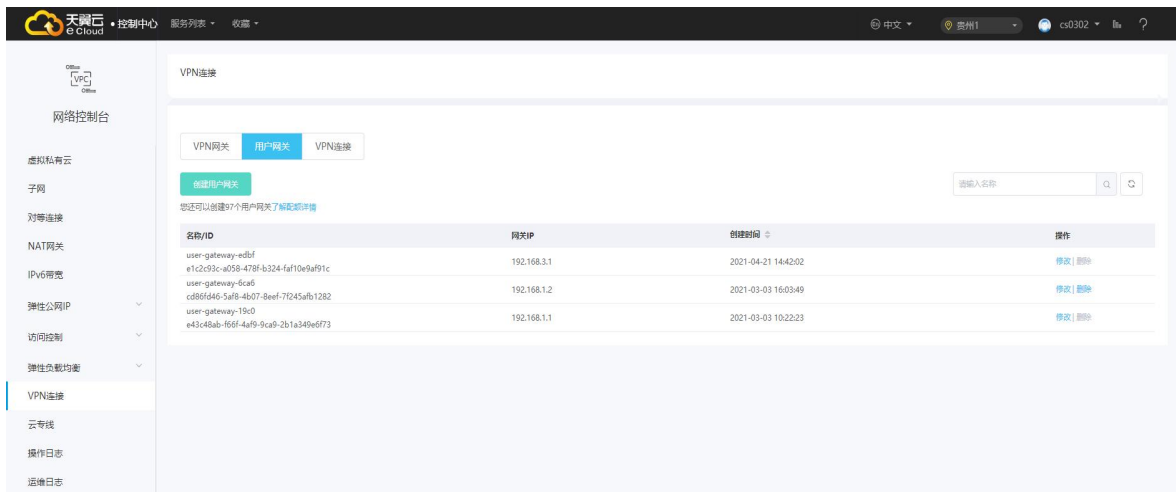 天翼云 e Cloud • 控制中心 服务列表 收藏 中文 贵州1 cs0302 ?
Office
VPC
Office
网络控制台
虚拟私有云
子网
对等连接
NAT网关
IPv6带宽
弹性公网IP
访问控制
弹性负载均衡
VPN连接
云专线
操作日志
运维日志
VPN连接
VPN网关 用户网关 VPN连接
创建用户网关 请输入名称
您还可以创建97个用户网关了解配额详情
名称/ID 网关IP 创建时间 操作
user-gateway-edbf
e1c2c93c-a058-478f-b324-faf10e9af91c 192.168.3.1 2021-04-21 14:42:02 修改 | 删除
user-gateway-6ca6
cd86fd46-5af8-4b07-8eef-7f245afb1282 192.168.1.2 2021-03-03 16:03:49 修改 | 删除
user-gateway-19c0
e43c48ab-f66f-4af9-9ca9-2b1a349e6f73 192.168.1.1 2021-03-03 10:22:23 修改 | 删除